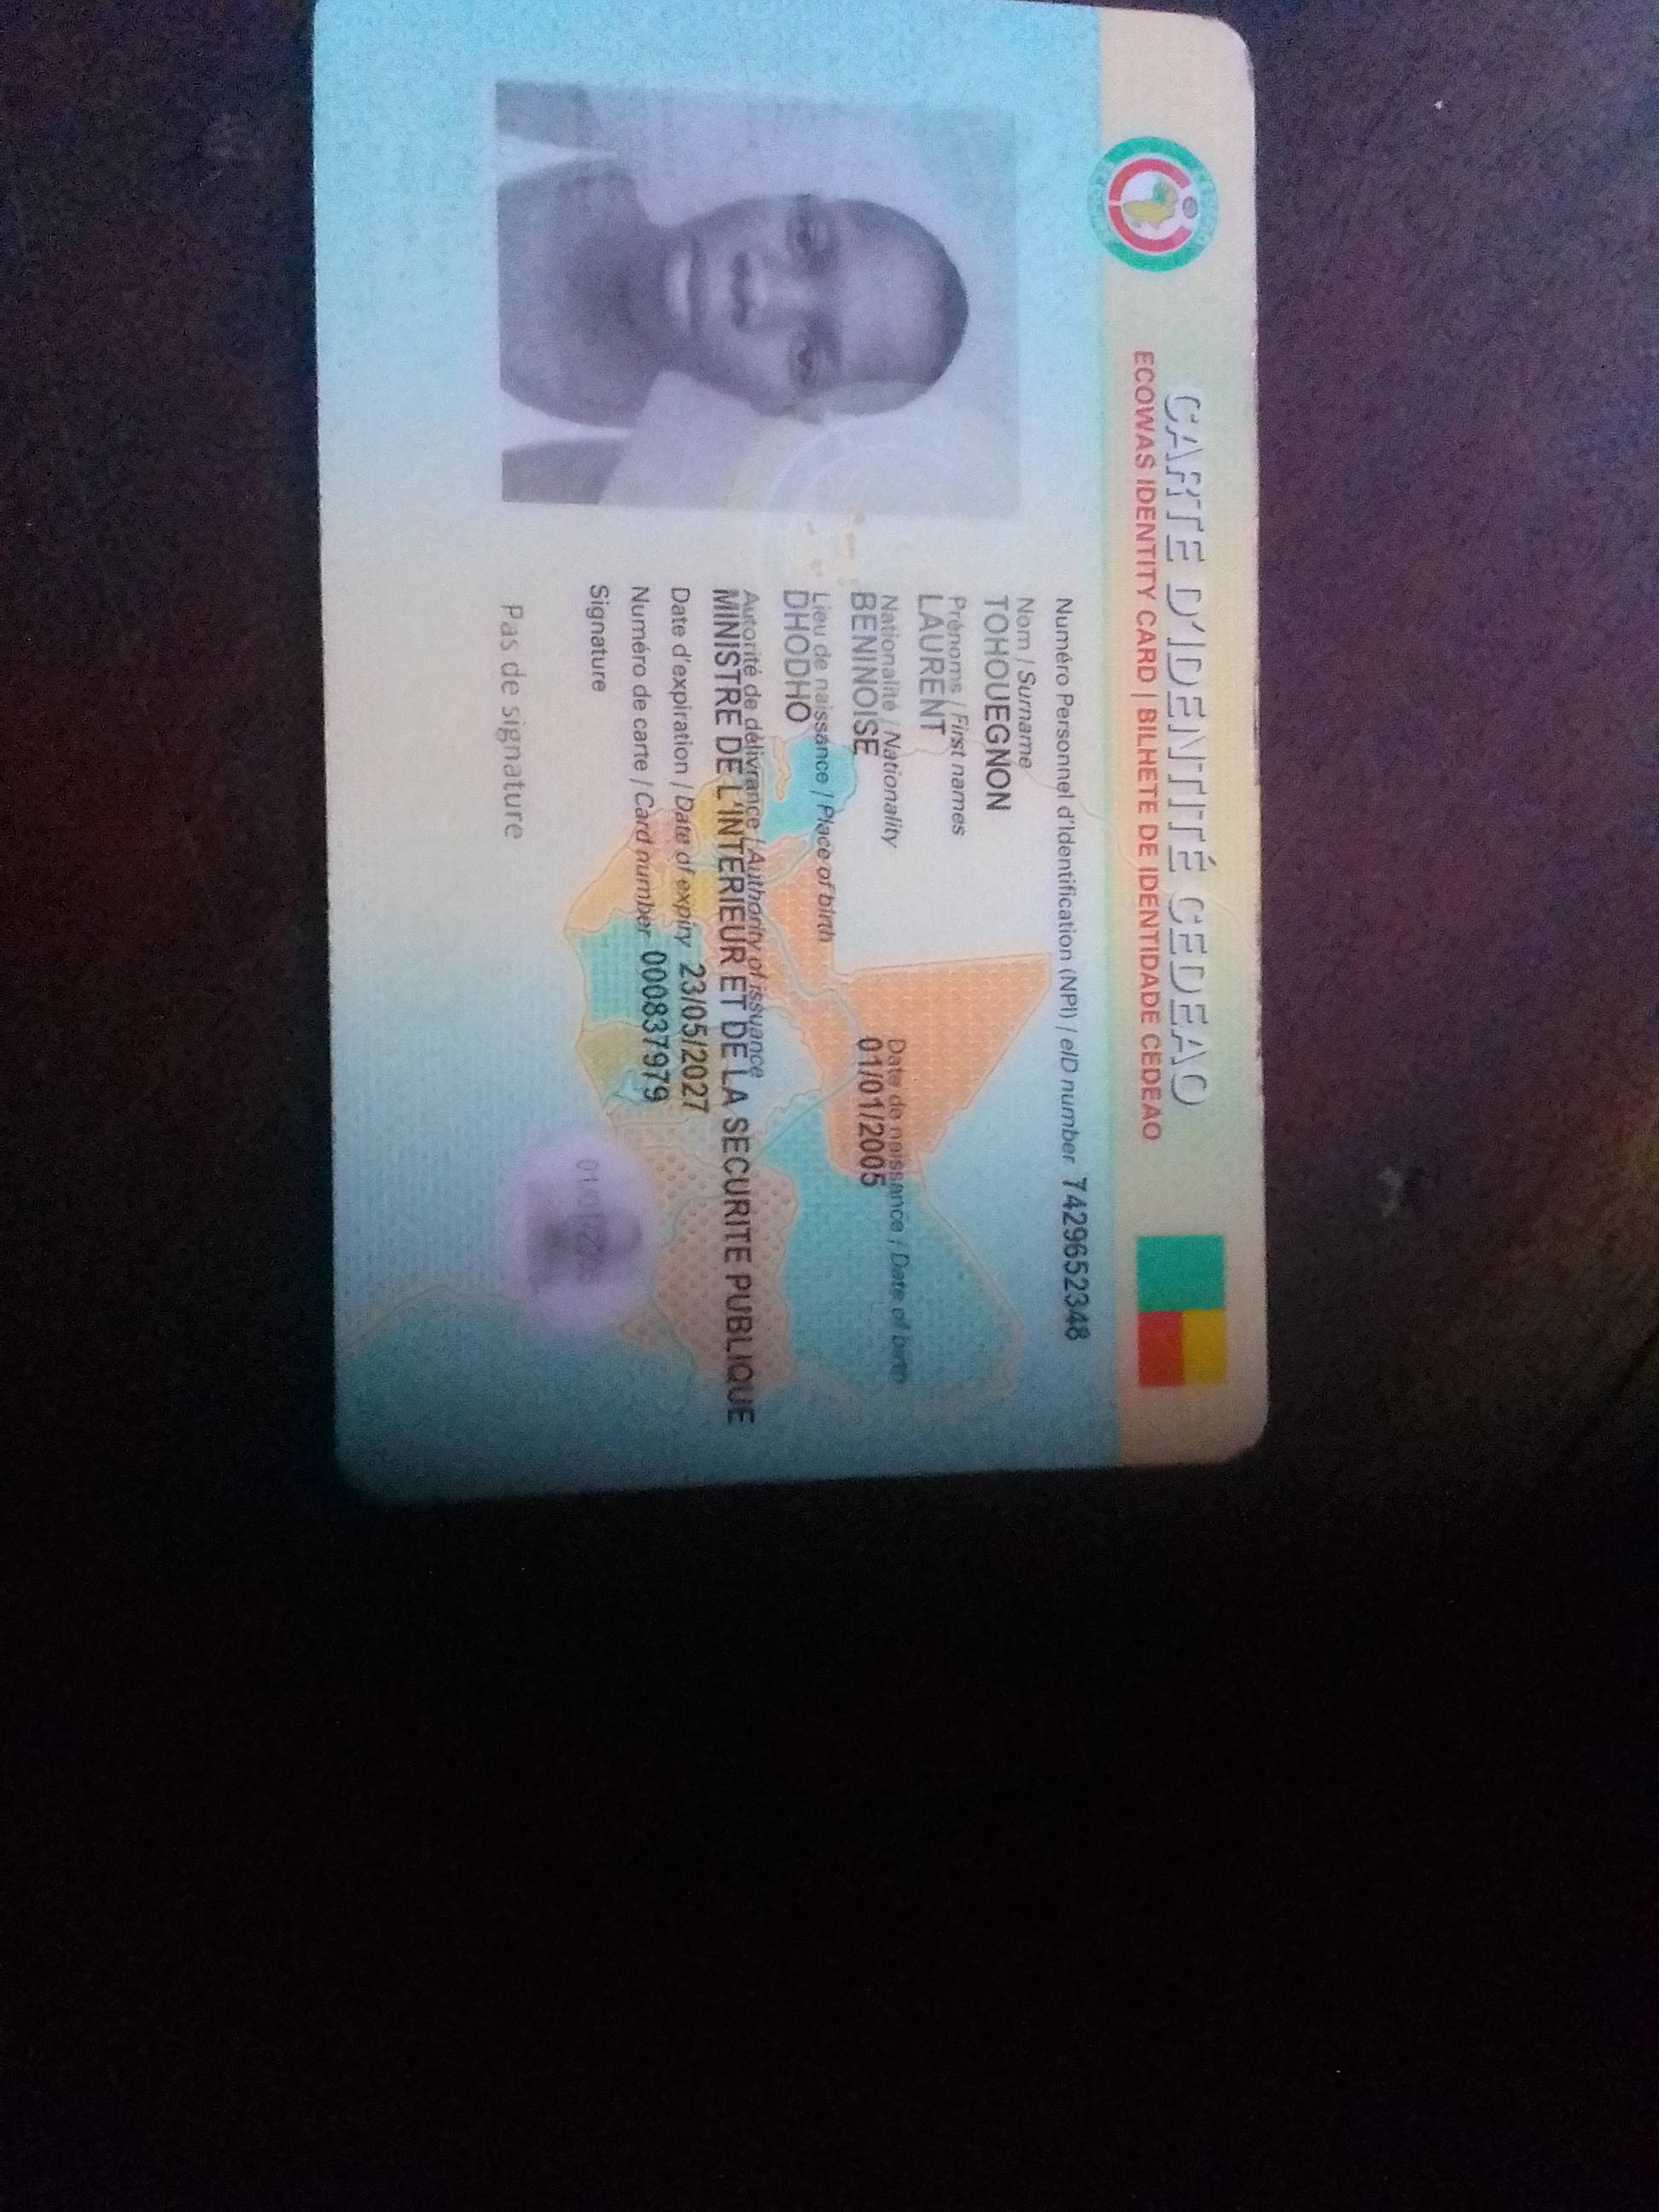 CARTE D'IDENTITÉ CEDEAO
ECOWAS IDENTITY CARD | BILHETE DE IDENTIDADE CEDEAO
Numéro Personnel d'Identification (NPI) / eID number 7429652348
Nom / Surname
TOHOUEGNON
Prénoms / First names
LAURENT
Nationalité / Nationality Date de naissance / Date of birth
BENINOISE 01/01/2005
Lieu de naissance / Place of birth
DHODHO
Autorité de délivrance / Authority of issuance
MINISTRE DE L'INTERIEUR ET DE LA SECURITE PUBLIQUE
Date d'expiration / Date of expiry 23/05/2027
Numéro de carte / Card number 000837979
Signature
Pas de signature